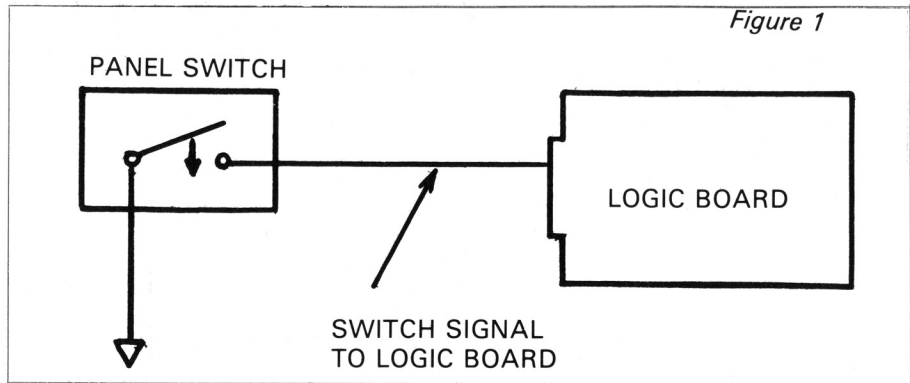 Figure 1
PANEL SWITCH
LOGIC BOARD
SWITCH SIGNAL
TO LOGIC BOARD